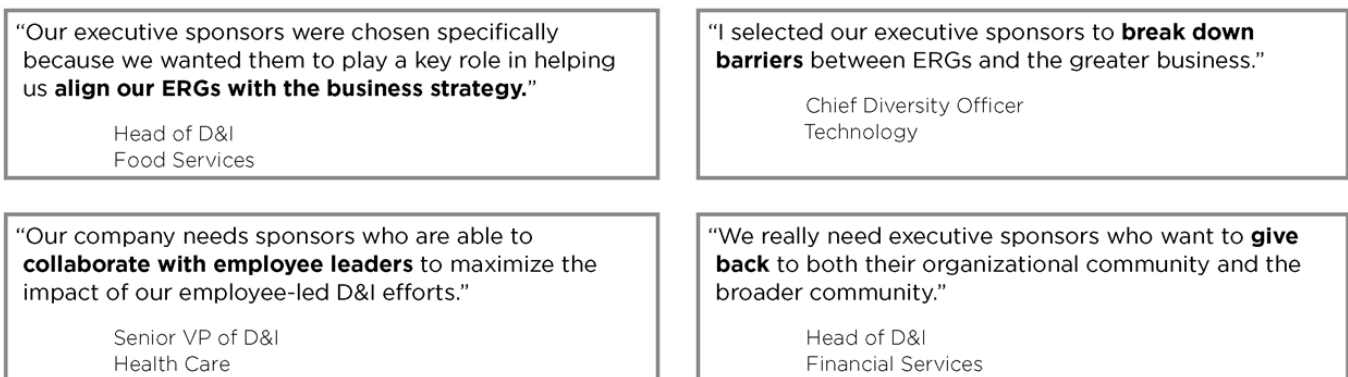 “Our executive sponsors were chosen specifically
because we wanted them to play a key role in helping
us align our ERGs with the business strategy.”
Head of D&I
Food Services
“I selected our executive sponsors to break down
barriers between ERGs and the greater business.”
Chief Diversity Officer
Technology
“Our company needs sponsors who are able to
collaborate with employee leaders to maximize the
impact of our employee-led D&I efforts.”
Senior VP of D&I
Health Care
“We really need executive sponsors who want to give
back to both their organizational community and the
broader community.”
Head of D&I
Financial Services